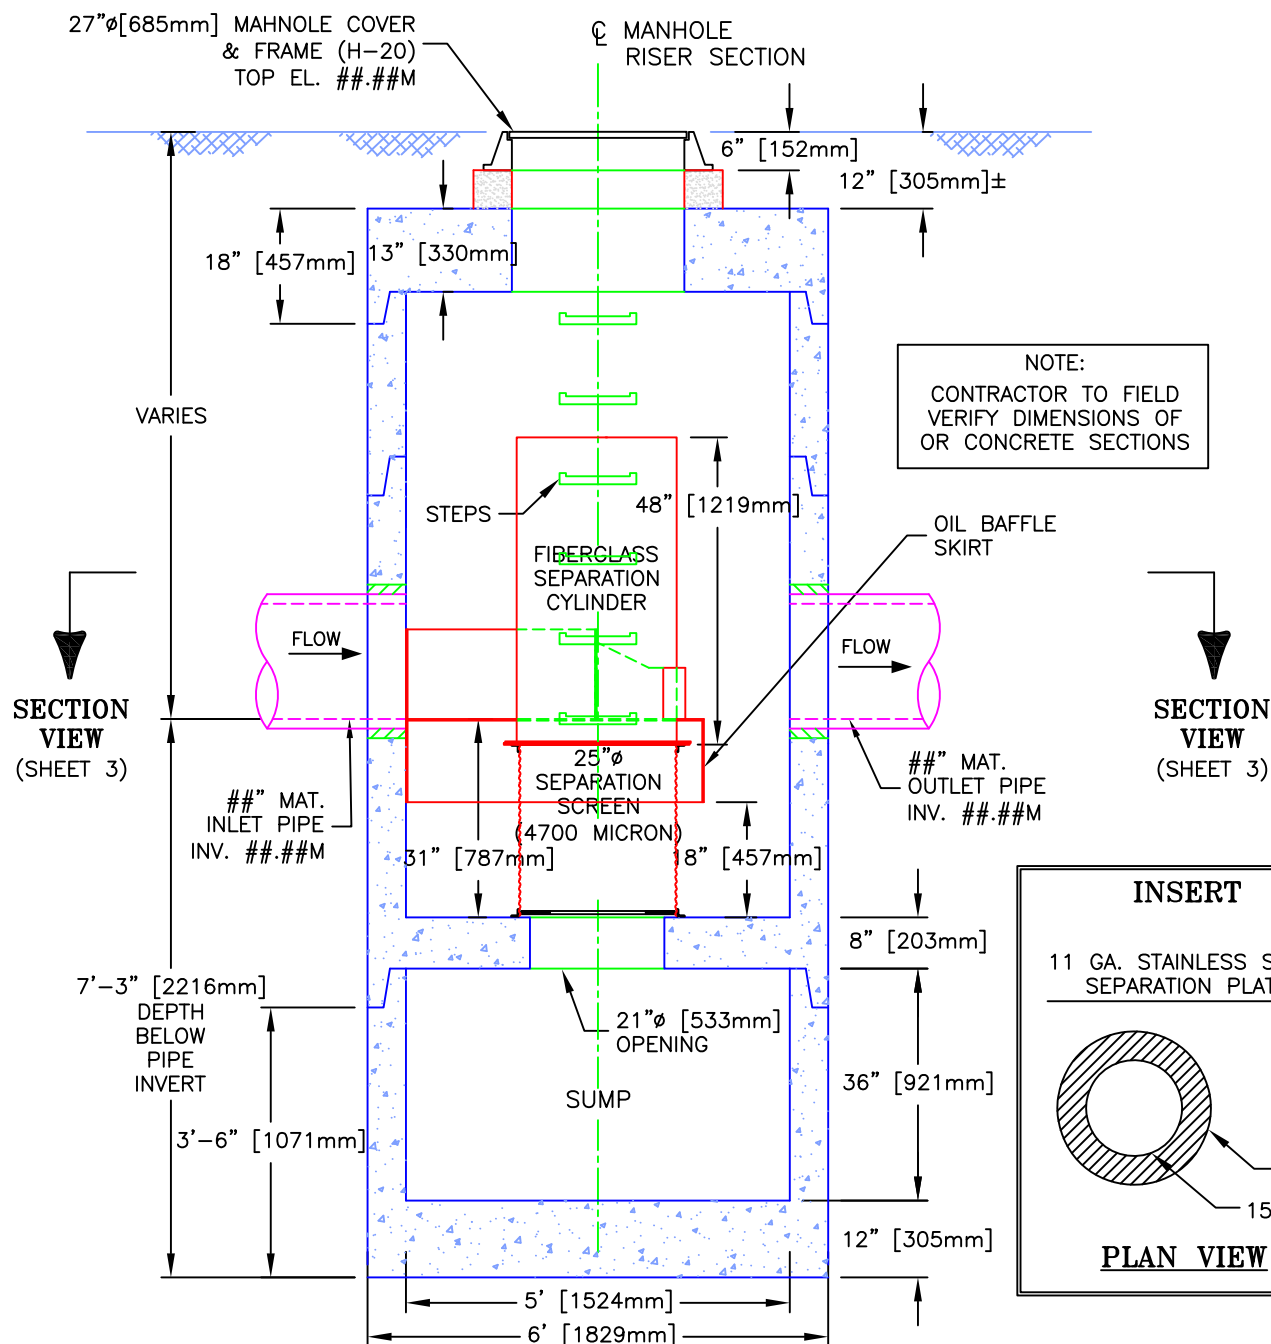 27"ø[685mm] MAHNOLE COVER
& FRAME (H-20)
TOP EL. ##.##M
℄ MANHOLE
RISER SECTION
6" [152mm]
12" [305mm]±
18" [457mm]
13" [330mm]
NOTE:
CONTRACTOR TO FIELD
VERIFY DIMENSIONS OF
OR CONCRETE SECTIONS
VARIES
STEPS
48" [1219mm]
OIL BAFFLE
SKIRT
FIBERGLASS
SEPARATION
CYLINDER
FLOW
FLOW
SECTION
VIEW
(SHEET 3)
SECTION
VIEW
(SHEET 3)
25"ø
SEPARATION
SCREEN
(4700 MICRON)
##" MAT.
INLET PIPE
INV. ##.##M
##" MAT.
OUTLET PIPE
INV. ##.##M
31" [787mm]
18" [457mm]
INSERT
8" [203mm]
11 GA. STAINLESS S
SEPARATION PLAT
7'-3" [2216mm]
DEPTH
BELOW
PIPE
INVERT
21"ø [533mm]
OPENING
36" [921mm]
SUMP
3'-6" [1071mm]
15
12" [305mm]
PLAN VIEW
5' [1524mm]
6' [1829mm]